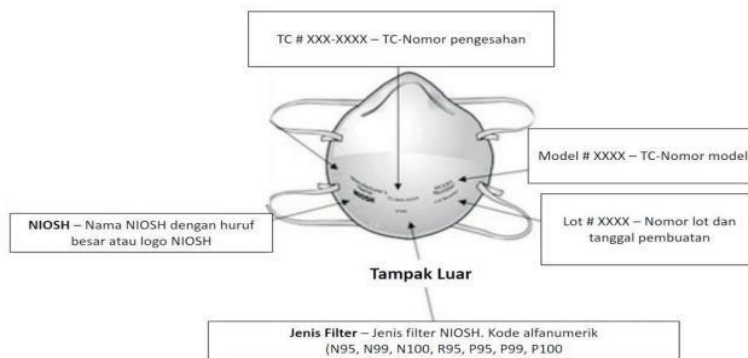 TC # XXX-XXXX – TC-Nomor pengesahan
Model # XXXX – TC-Nomor model
NIOSH – Nama NIOSH dengan huruf
besar atau logo NIOSH
Lot # XXXX – Nomor lot dan
tanggal pembuatan
NIOSH
Tampak Luar
Jenis Filter – Jenis filter NIOSH. Kode alfanumerik
(N95, N99, N100, R95, P95, P99, P100